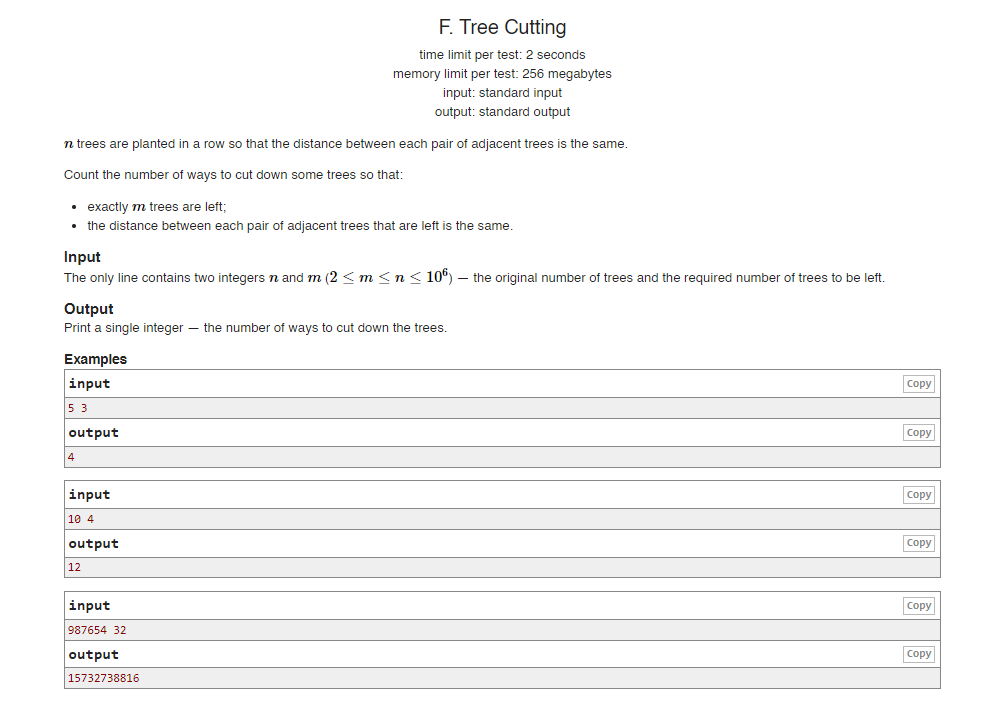 F. Tree Cutting
time limit per test: 2 seconds
memory limit per test: 256 megabytes
input: standard input
output: standard output
n trees are planted in a row so that the distance between each pair of adjacent trees is the same.
Count the number of ways to cut down some trees so that:
• exactly m trees are left;
• the distance between each pair of adjacent trees that are left is the same.
Input
The only line contains two integers n and m (2 ≤ m ≤ n ≤ 10⁶) — the original number of trees and the required number of trees to be left.
Output
Print a single integer — the number of ways to cut down the trees.
Examples
input Copy
5 3
output Copy
4
input Copy
10 4
output Copy
12
input Copy
987654 32
output Copy
15732738816